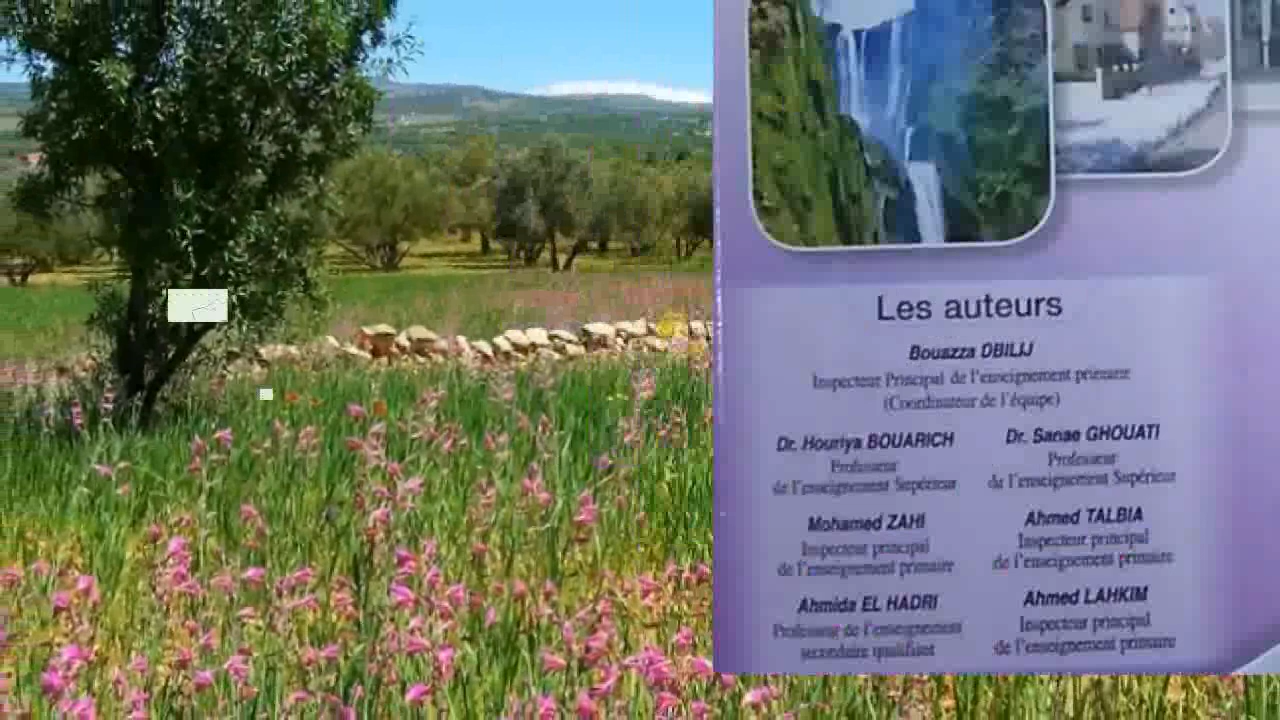 Les auteurs
Bouazza DBILIJ
Inspecteur Principal de l'enseignement primaire
(Coordinateur de l'équipe)
Dr. Houriya BOUARICH
Professeur
de l'enseignement Supérieur
Dr. Sanae GHOUATI
Professeur
de l'enseignement Supérieur
Mohamed ZAHI
Inspecteur principal
de l'enseignement primaire
Ahmed TALBIA
Inspecteur principal
de l'enseignement primaire
Ahmida EL HADRI
Professeur de l'enseignement
secondaire qualifiant
Ahmed LAHKIM
Inspecteur principal
de l'enseignement primaire